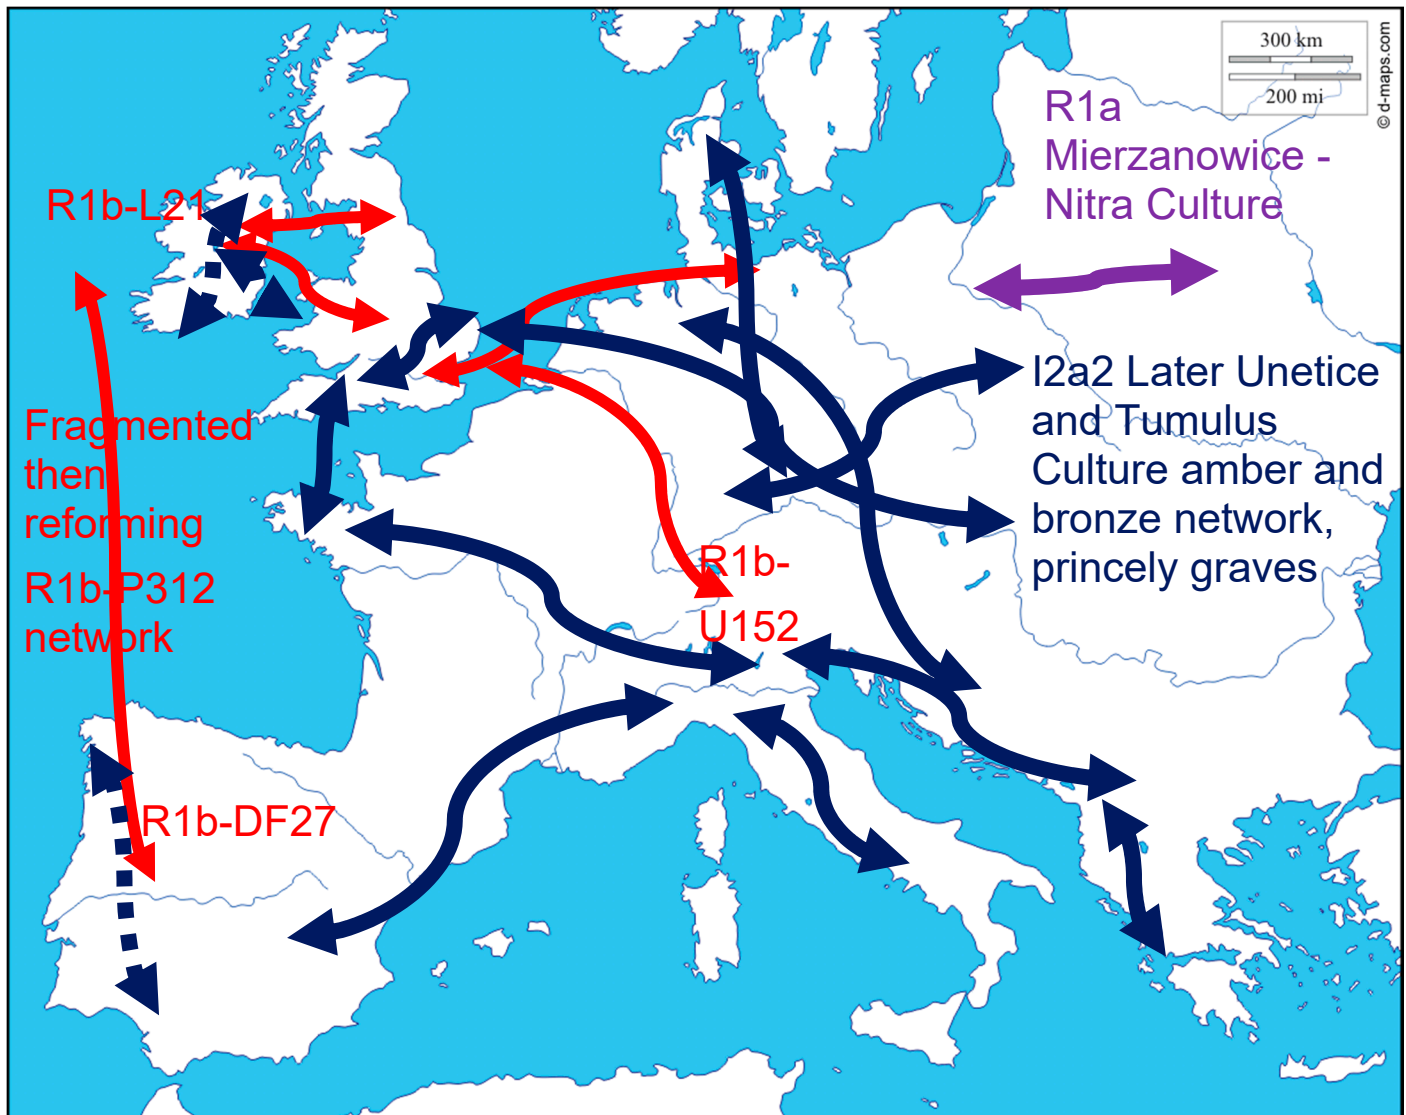 300 km
200 mi
© d-maps.com
R1a
Mierzanowice -
Nitra Culture
R1b-L21
I2a2 Later Unetice
and Tumulus
Culture amber and
bronze network,
princely graves
Fragmented
then
reforming
R1b-P312
network
R1b-
U152
R1b-DF27